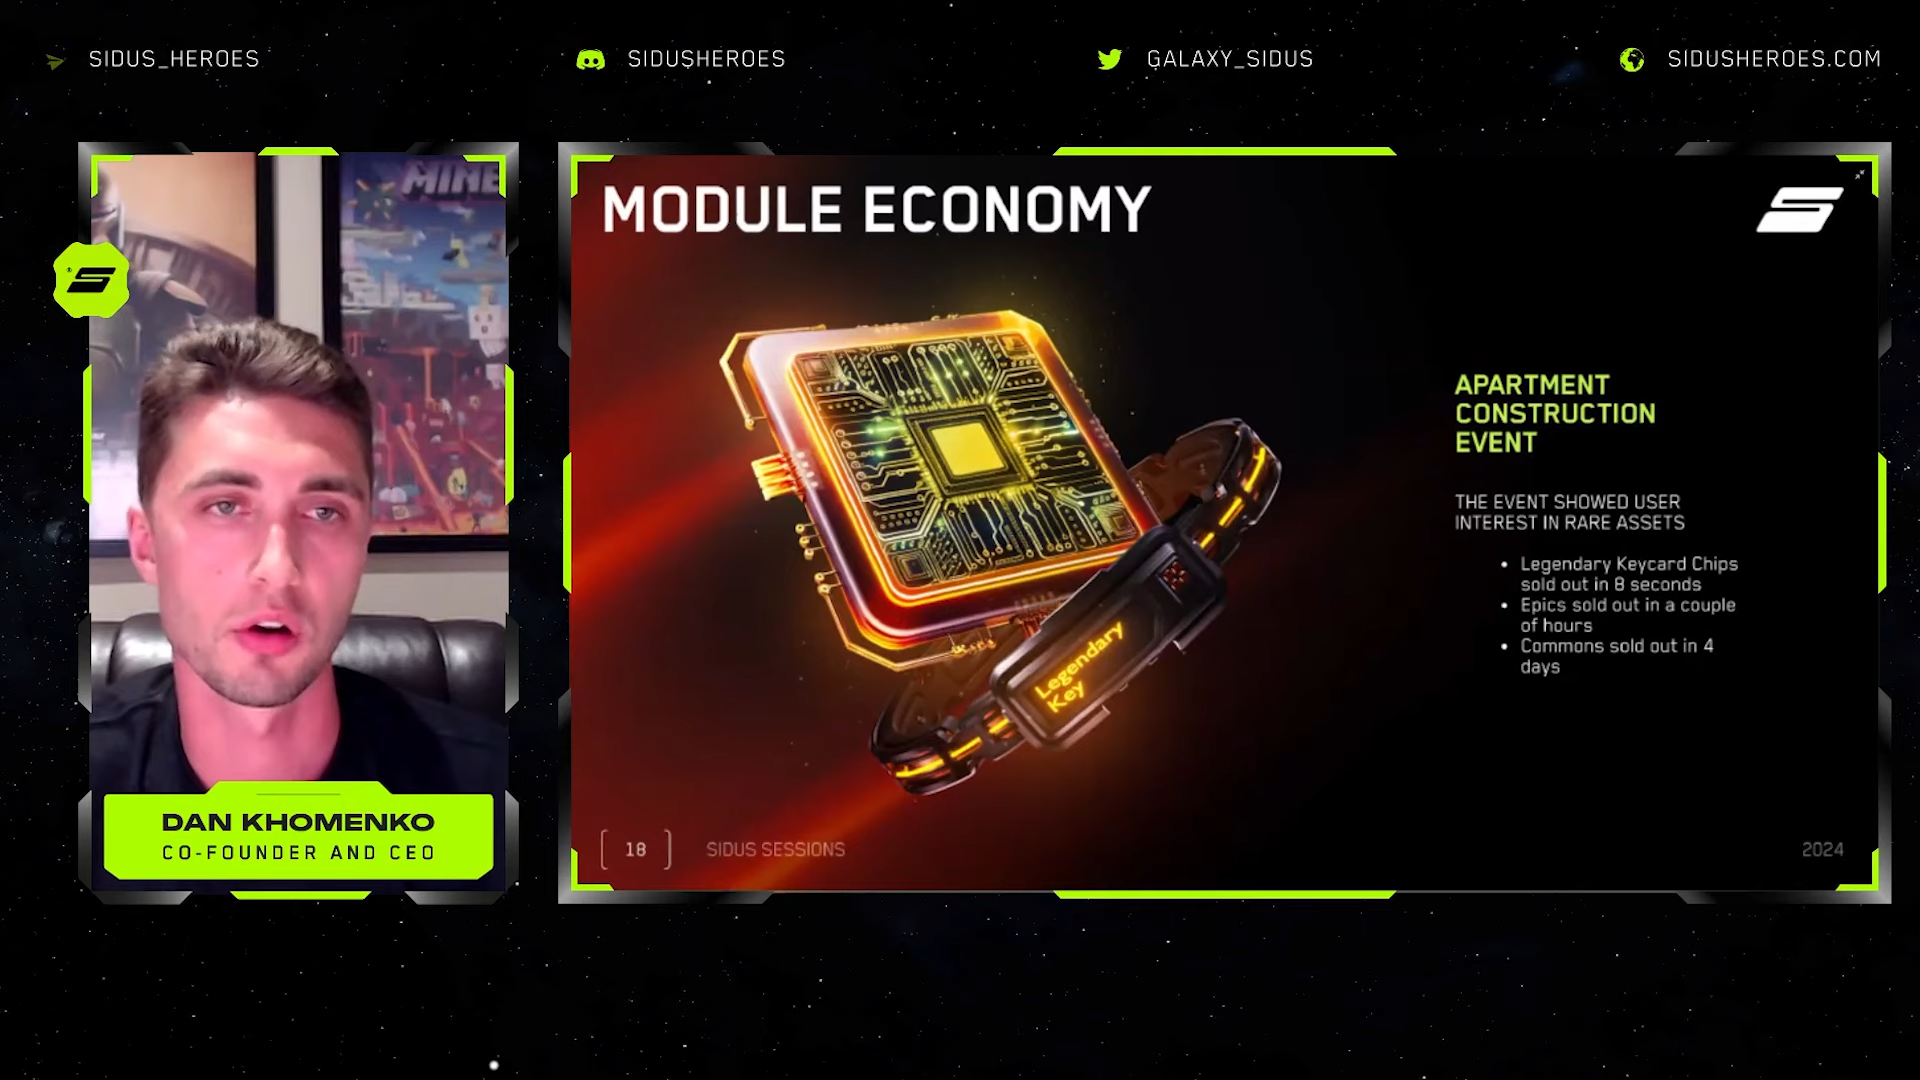 SIDUS_HEROES
SIDUSHEROES
GALAXY_SIDUS
SIDUSHEROES.COM
MINE
MODULE ECONOMY
APARTMENT
CONSTRUCTION
EVENT
THE EVENT SHOWED USER
INTEREST IN RARE ASSETS
• Legendary Keycard Chips
sold out in 8 seconds
• Epics sold out in a couple
of hours
• Commons sold out in 4
days
Legendary
Key
DAN KHOMENKO
CO-FOUNDER AND CEO
18
SIDUS SESSIONS
2024